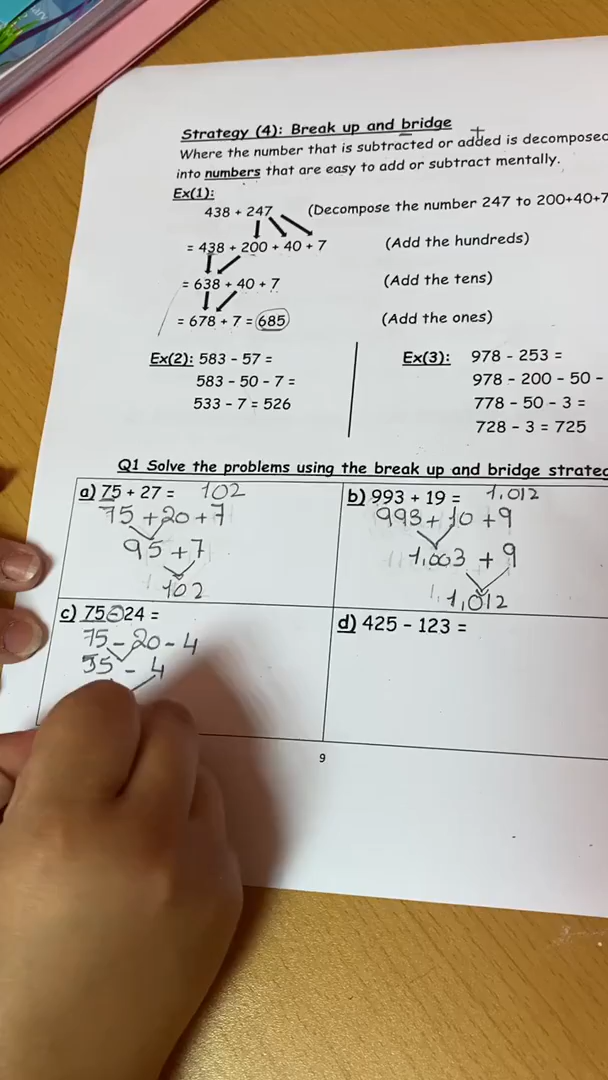 Strategy (4): Break up and bridge
+
Where the number that is subtracted or added is decomposed
into numbers that are easy to add or subtract mentally.
Ex(1):
438 + 247 (Decompose the number 247 to 200+40+7
= 438 + 200 + 40 + 7 (Add the hundreds)
= 638 + 40 + 7 (Add the tens)
= 678 + 7 = 685 (Add the ones)
Ex(2): 583 - 57 =
583 - 50 - 7 =
533 - 7 = 526
Ex(3): 978 - 253 =
978 - 200 - 50 -
778 - 50 - 3 =
728 - 3 = 725
Q1 Solve the problems using the break up and bridge
a) 75 + 27 = 102
75 + 20 + 7
95 + 7
102
b) 993 + 19 = 1,012
993 + 10 + 9
1,003 + 9
1,012
c) 75 - 24 =
75 - 20 - 4
55 - 4
d) 425 - 123 =
9